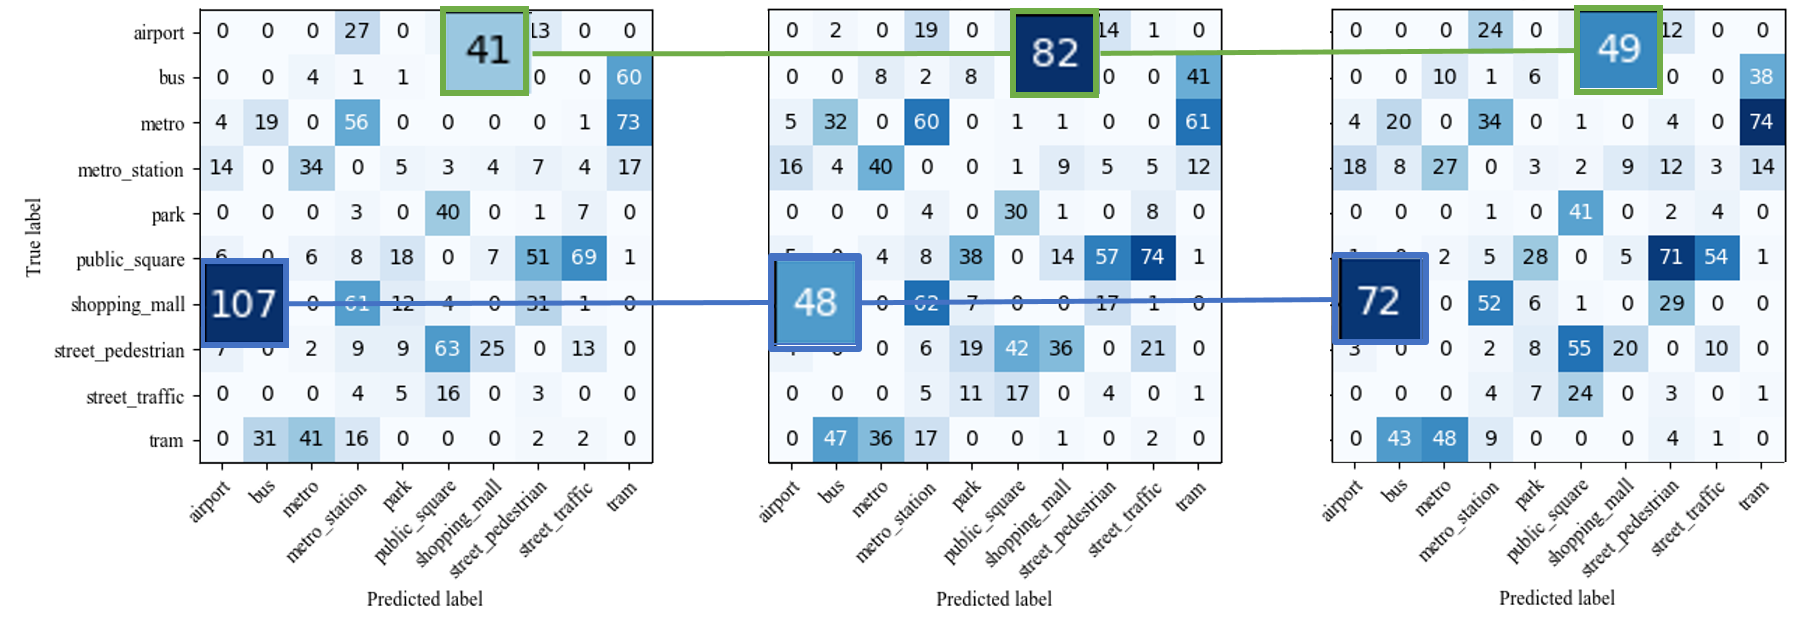 airport 0 0 0 27 0 41 13 0 0 0 2 0 19 0 82 14 1 0 0 0 0 24 0 49 12 0 0
bus 0 0 4 1 1 0 0 60 0 0 8 2 8 0 0 41 0 0 10 1 6 0 0 38
metro 4 19 0 56 0 0 0 0 1 73 5 32 0 60 0 1 1 0 0 61 4 20 0 34 0 1 0 4 0 74
metro_station 14 0 34 0 5 3 4 7 4 17 16 4 40 0 0 1 9 5 5 12 18 8 27 0 3 2 9 12 3 14
park 0 0 0 3 0 40 0 1 7 0 0 0 0 4 0 30 1 0 8 0 0 0 0 1 0 41 0 2 4 0
public_square 6 8 18 0 7 51 69 1 4 8 38 0 14 57 74 1 2 5 28 0 5 71 54 1
shopping_mall 107 0 61 12 4 0 31 1 0 48 0 62 7 0 0 17 1 0 72 0 52 6 1 0 29 0 0
street_pedestrian 2 9 9 63 25 0 13 0 0 6 19 42 36 0 21 0 3 0 0 2 8 55 20 0 10 0
street_traffic 0 0 0 4 5 16 0 3 0 0 0 0 0 5 11 17 0 4 0 1 0 0 0 4 7 24 0 3 0 1
tram 0 31 41 16 0 0 0 2 2 0 0 47 36 17 0 0 1 0 2 0 0 43 48 9 0 0 0 4 1 0
True label
airport bus metro metro_station park public_square shopping_mall street_pedestrian street_traffic tram
airport bus metro metro_station park public_square shopping_mall street_pedestrian street_traffic tram
airport bus metro metro_station park public_square shopping_mall street_pedestrian street_traffic tram
Predicted label
Predicted label
Predicted label